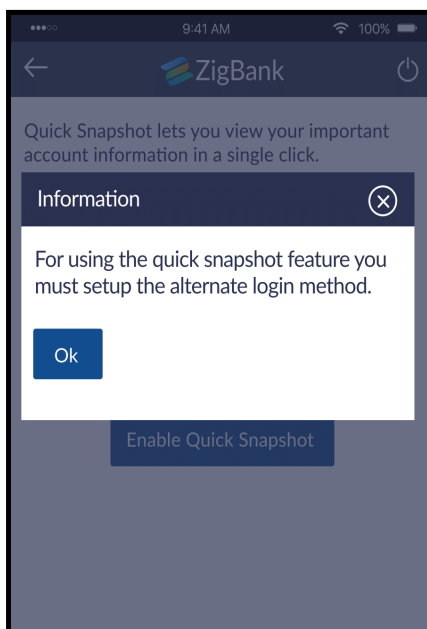 9:41 AM 100%
ZigBank
Quick Snapshot lets you view your important
account information in a single click.
Information
For using the quick snapshot feature you
must setup the alternate login method.
Ok
Enable Quick Snapshot